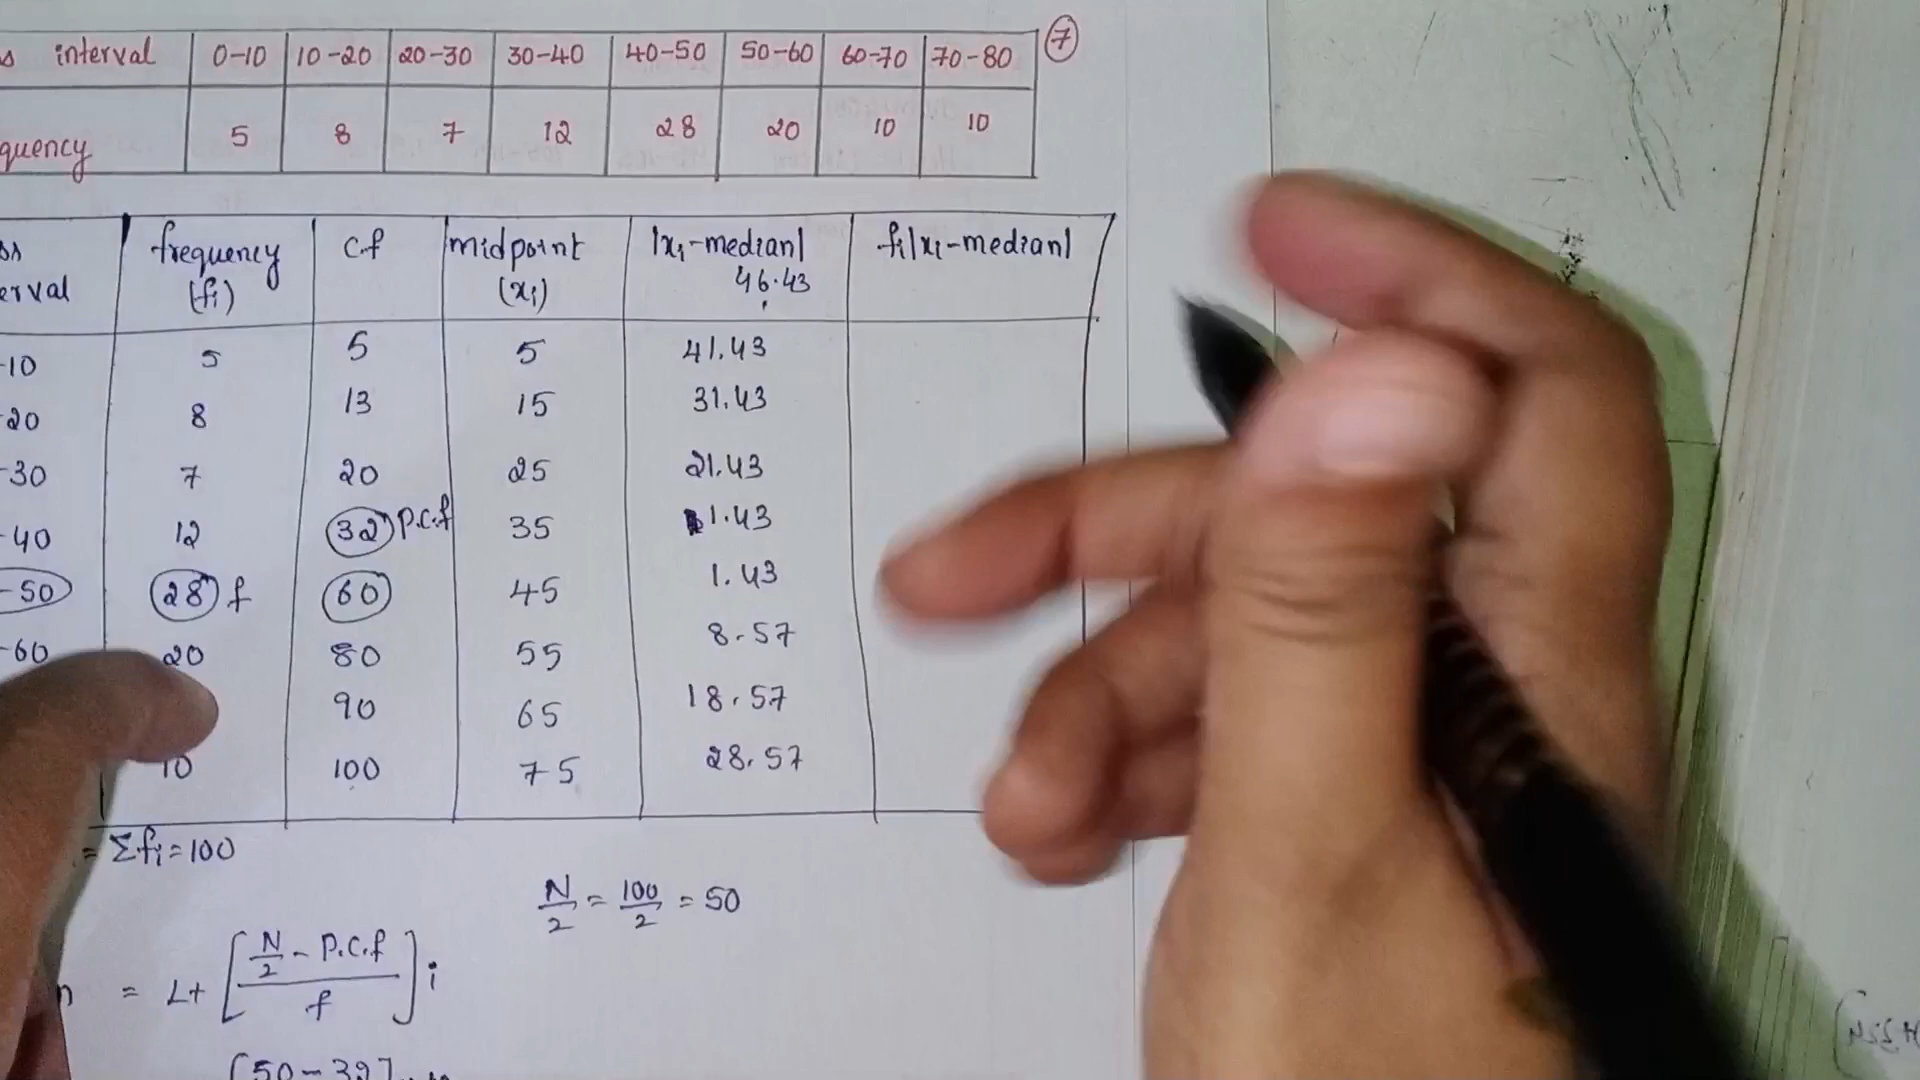 interval 0-10 10-20 20-30 30-40 40-50 50-60 60-70 70-80 7
quency 5 8 7 12 28 20 10 10
ss frequency c.f midpoint |xi-median| fi|xi-median|
erval (fi) (xi) 46.43
-10 5 5 5 41.43
-20 8 13 15 31.43
-30 7 20 25 21.43
-40 12 32 p.c.f 35 1.43
-50 28 f 60 45 1.43
-60 20 80 55 8.57
90 65 18.57
10 100 75 28.57
= Σfi=100
N/2 = 100/2 = 50
n = L+ [N/2 - p.c.f / f] i
[50-32]